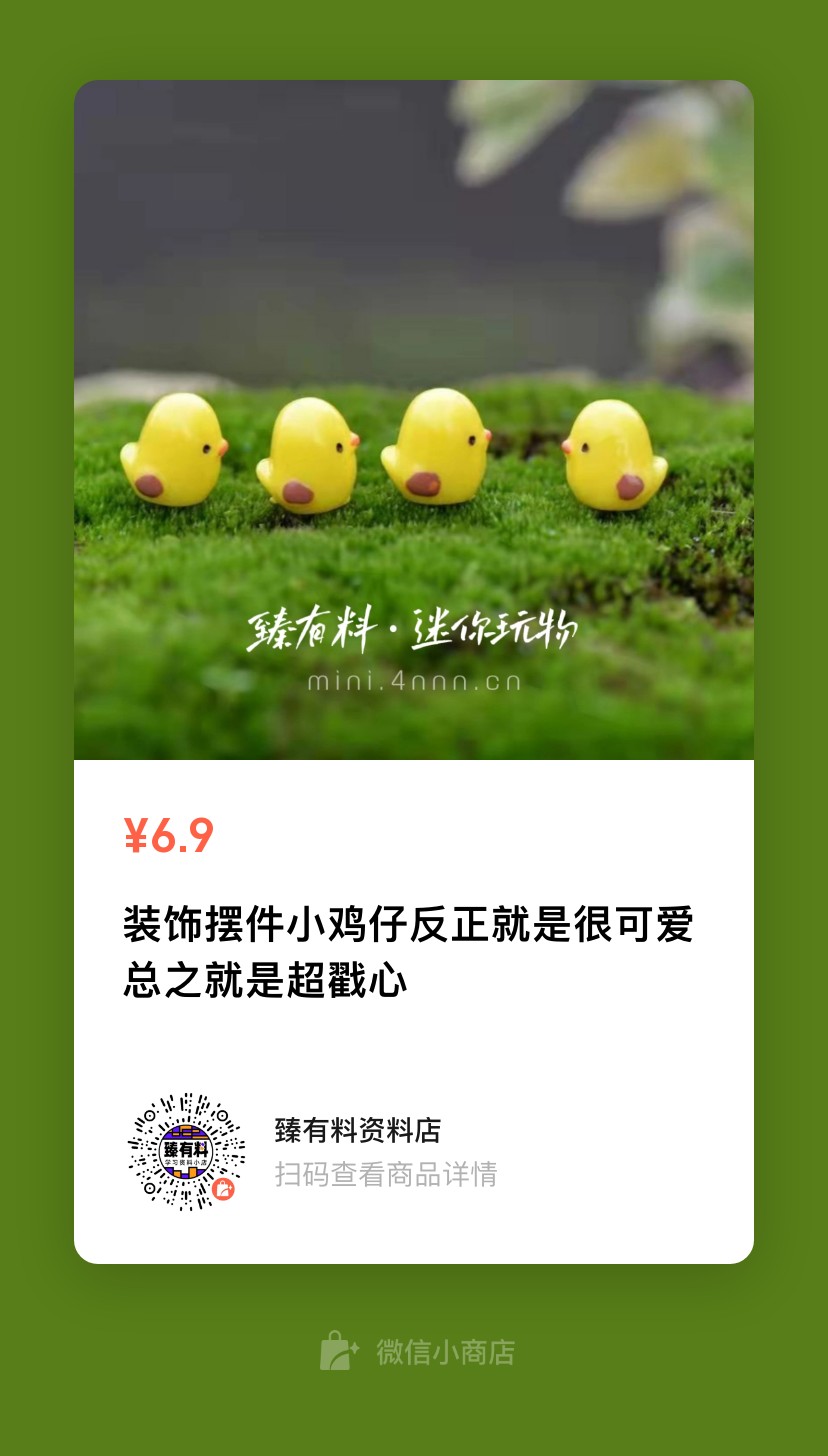 臻有料·迷你玩物
mini.4nnn.cn
¥6.9
装饰摆件小鸡仔反正就是很可爱
总之就是超戳心
臻有料
学习资料小店
臻有料资料店
扫码查看商品详情
微信小商店